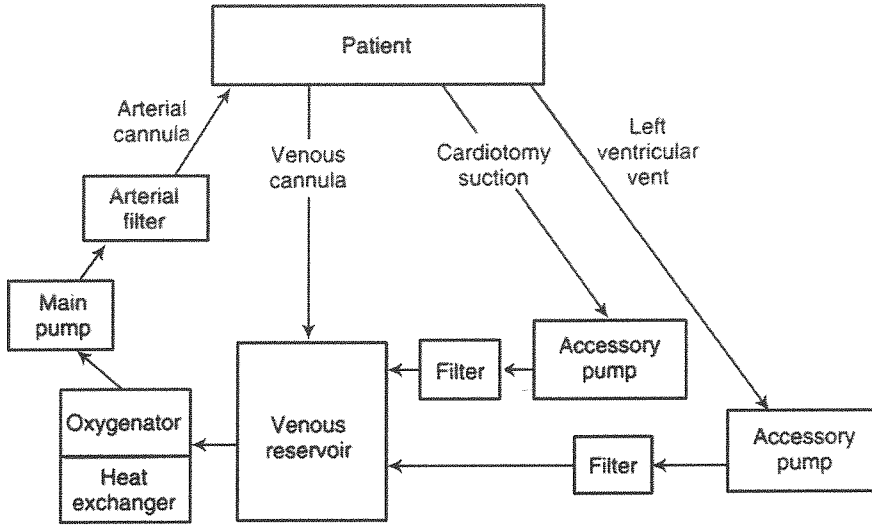 Patient
Arterial
cannula
Venous
cannula
Cardiotomy
suction
Left
ventricular
vent
Arterial
filter
Main
pump
Oxygenator
Heat
exchanger
Venous
reservoir
Filter
Accessory
pump
Filter
Accessory
pump